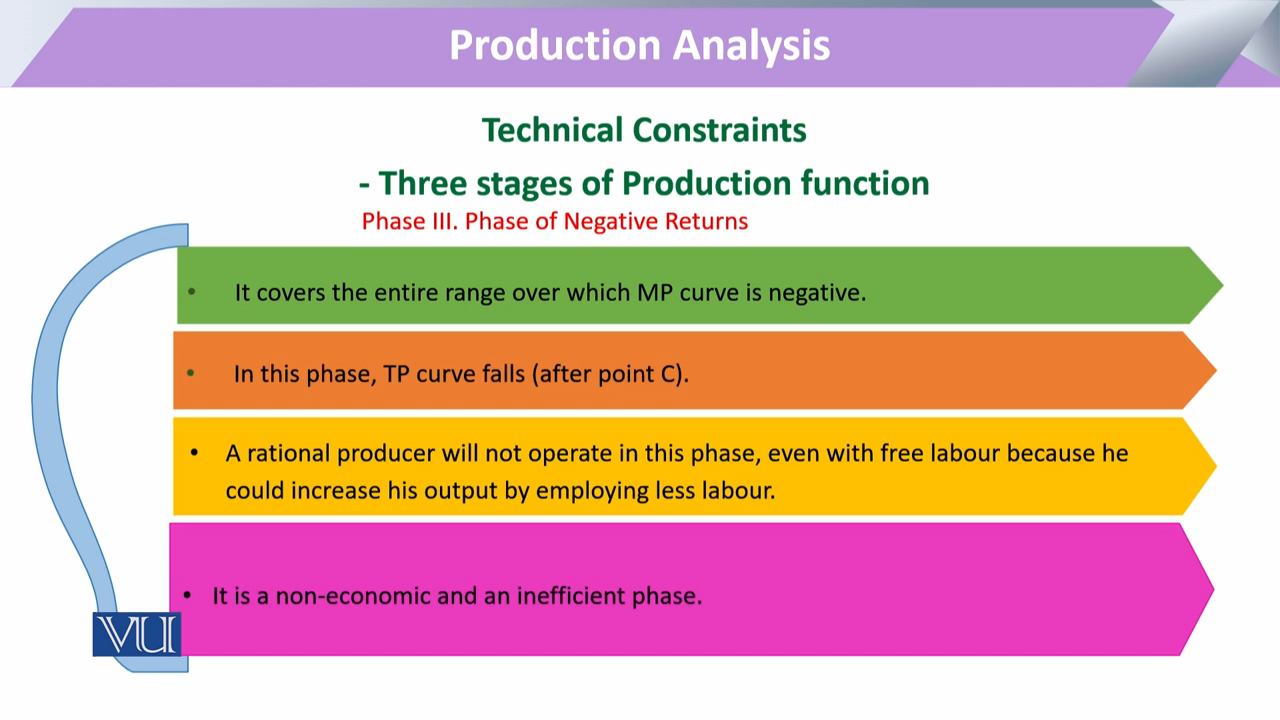 Production Analysis
Technical Constraints
- Three stages of Production function
Phase III. Phase of Negative Returns
• It covers the entire range over which MP curve is negative.
• In this phase, TP curve falls (after point C).
• A rational producer will not operate in this phase, even with free labour because he
could increase his output by employing less labour.
• It is a non-economic and an inefficient phase.
VU